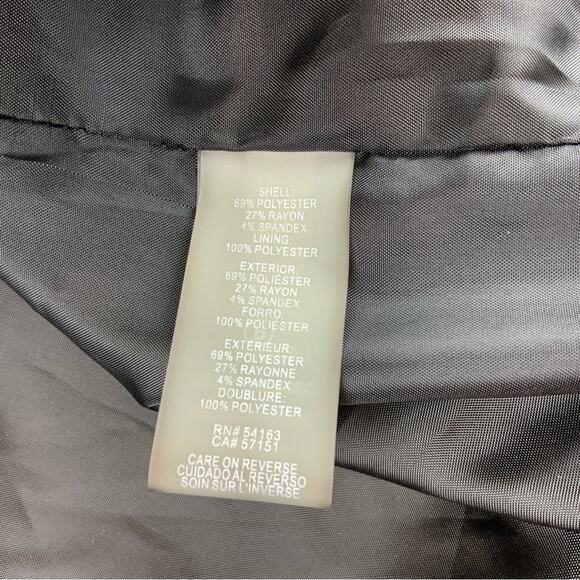 SHELL:
69% POLYESTER
27% RAYON
4% SPANDEX
LINING:
100% POLYESTER
EXTERIOR:
69% POLIÉSTER
27% RAYON
4% SPANDEX
FORRO:
100% POLIÉSTER
EXTÉRIEUR:
69% POLYESTER
27% RAYONNE
4% SPANDEX
DOUBLURE:
100% POLYESTER
RN# 54163
CA# 57151
CARE ON REVERSE
CUIDADO AL REVERSO
SOIN SUR L'INVERSE